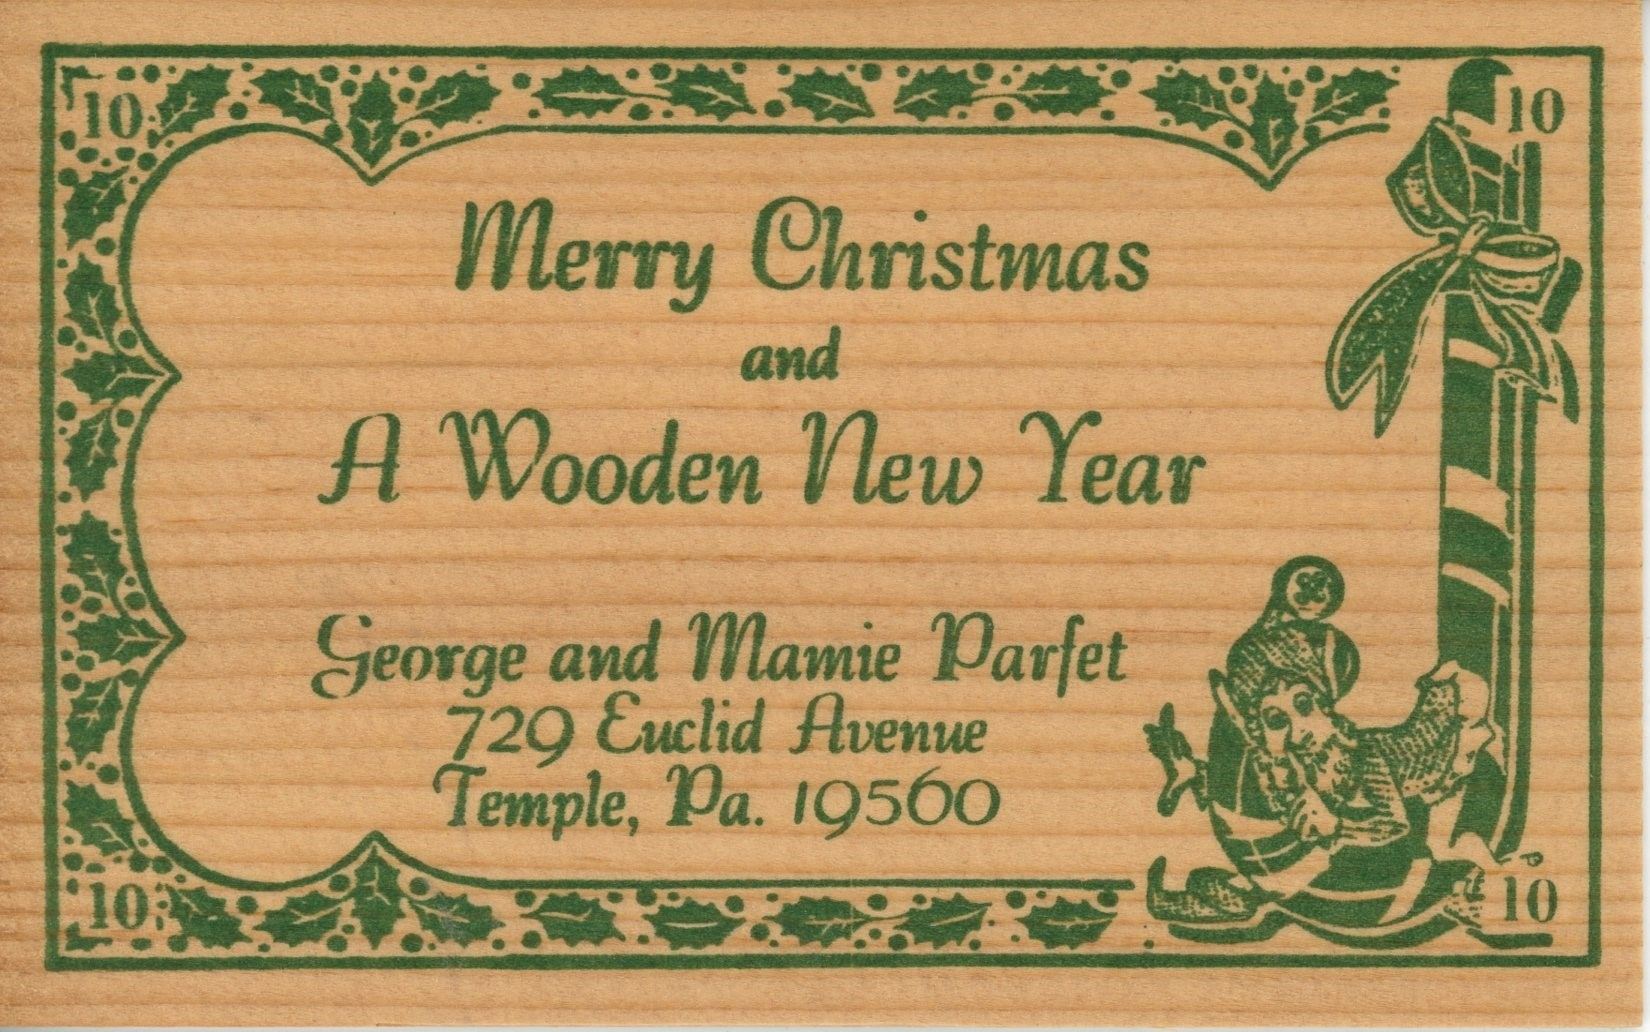 10 10
Merry Christmas
and
A Wooden New Year
George and Mamie Parfet
729 Euclid Avenue
Temple, Pa. 19560
10 10